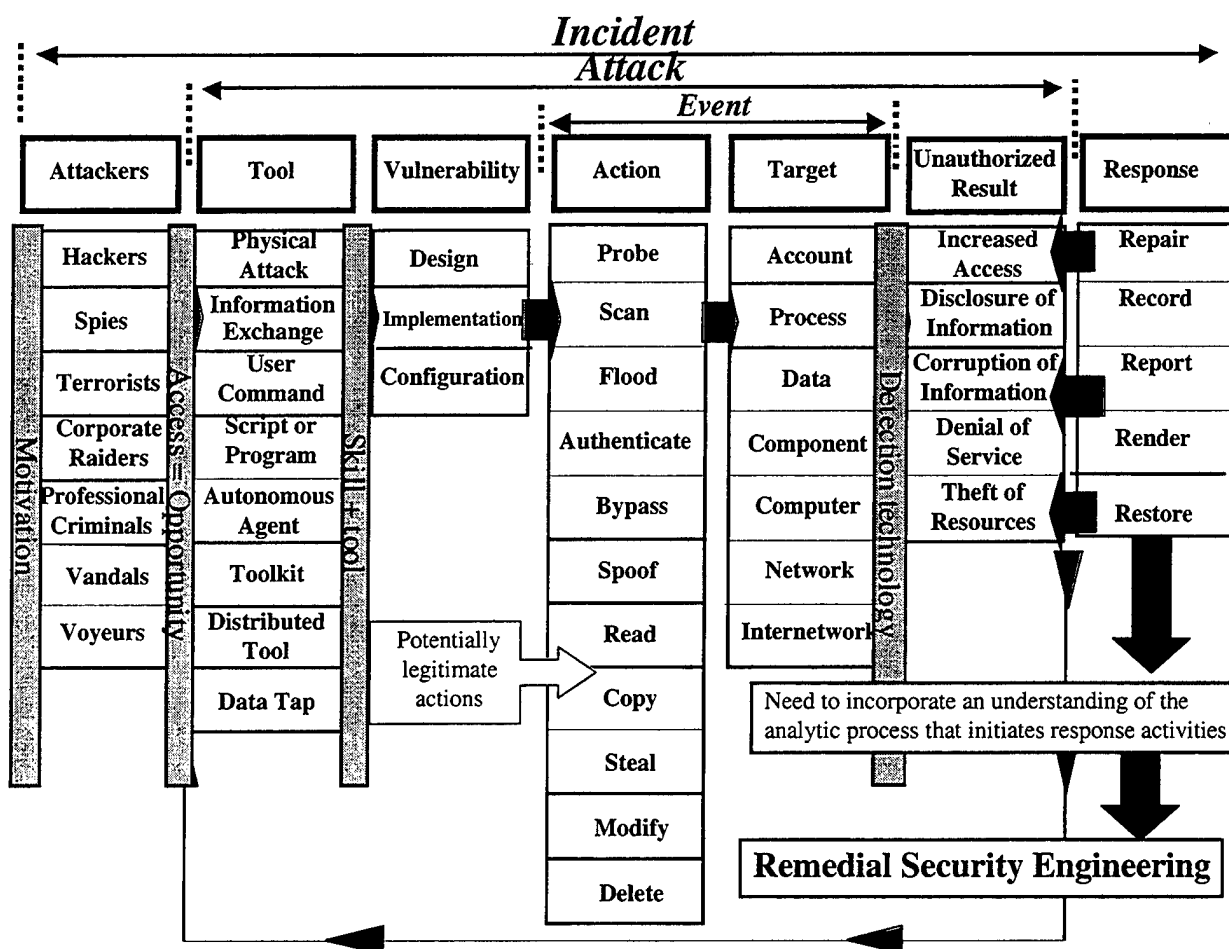 Incident
Attack
Event
Attackers
Tool
Vulnerability
Action
Target
Unauthorized
Result
Response
Motivation
Hackers
Spies
Terrorists
Corporate
Raiders
Professional
Criminals
Vandals
Voyeurs
Access = Opportunity
Physical
Attack
Information
Exchange
User
Command
Script or
Program
Autonomous
Agent
Toolkit
Distributed
Tool
Data Tap
Skill + tool
Design
Implementation
Configuration
Potentially
legitimate
actions
Probe
Scan
Flood
Authenticate
Bypass
Spoof
Read
Copy
Steal
Modify
Delete
Account
Process
Data
Component
Computer
Network
Internetwork
Detection technology
Increased
Access
Disclosure of
Information
Corruption of
Information
Denial of
Service
Theft of
Resources
Repair
Record
Report
Render
Restore
Need to incorporate an understanding of the
analytic process that initiates response activities
Remedial Security Engineering